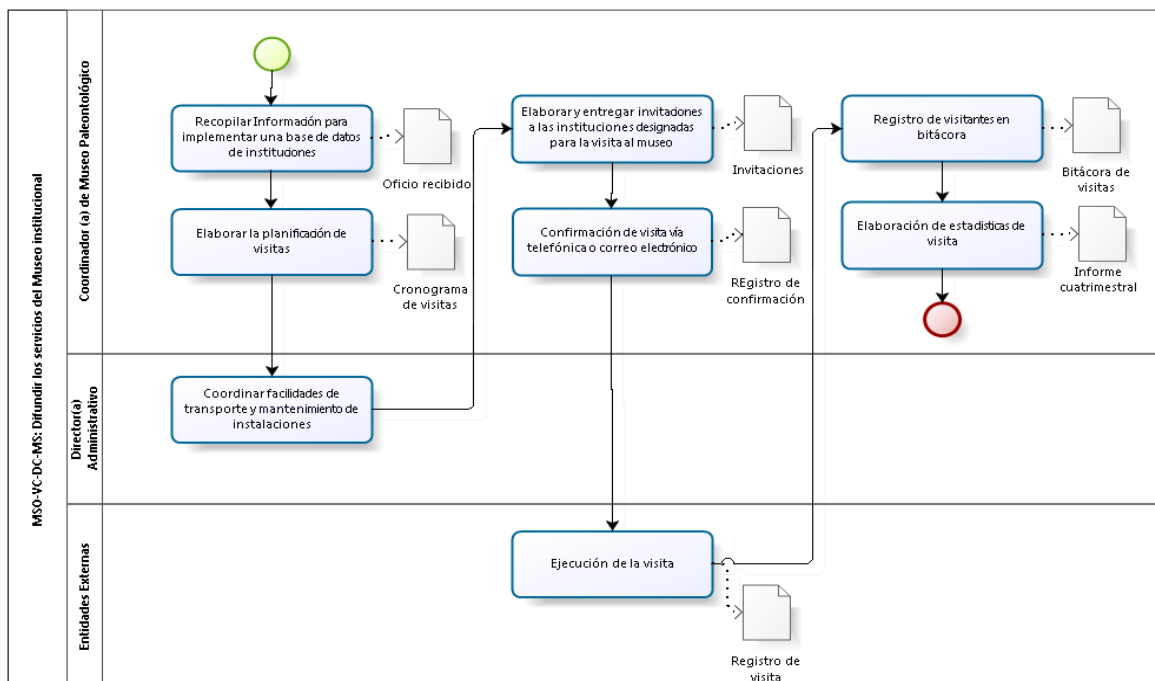 MSO-VC-DC-MS: Difundir los servicios del Museo institucional
Coordinador (a) de Museo Paleontológico
Recopilar Información para
implementar una base de datos
de instituciones
Oficio recibido
Elaborar la planificación de
visitas
Cronograma
de visitas
Elaborar y entregar invitaciones
a las instituciones designadas
para la visita al museo
Invitaciones
Confirmación de visita vía
telefónica o correo electrónico
REgistro de
confirmación
Registro de visitantes en
bitácora
Bitácora de
visitas
Elaboración de estadísticas de
visita
Informe
cuatrimestral
Director(a)
Administrativo
Coordinar facilidades de
transporte y mantenimiento de
instalaciones
Entidades Externas
Ejecución de la visita
Registro de
visita